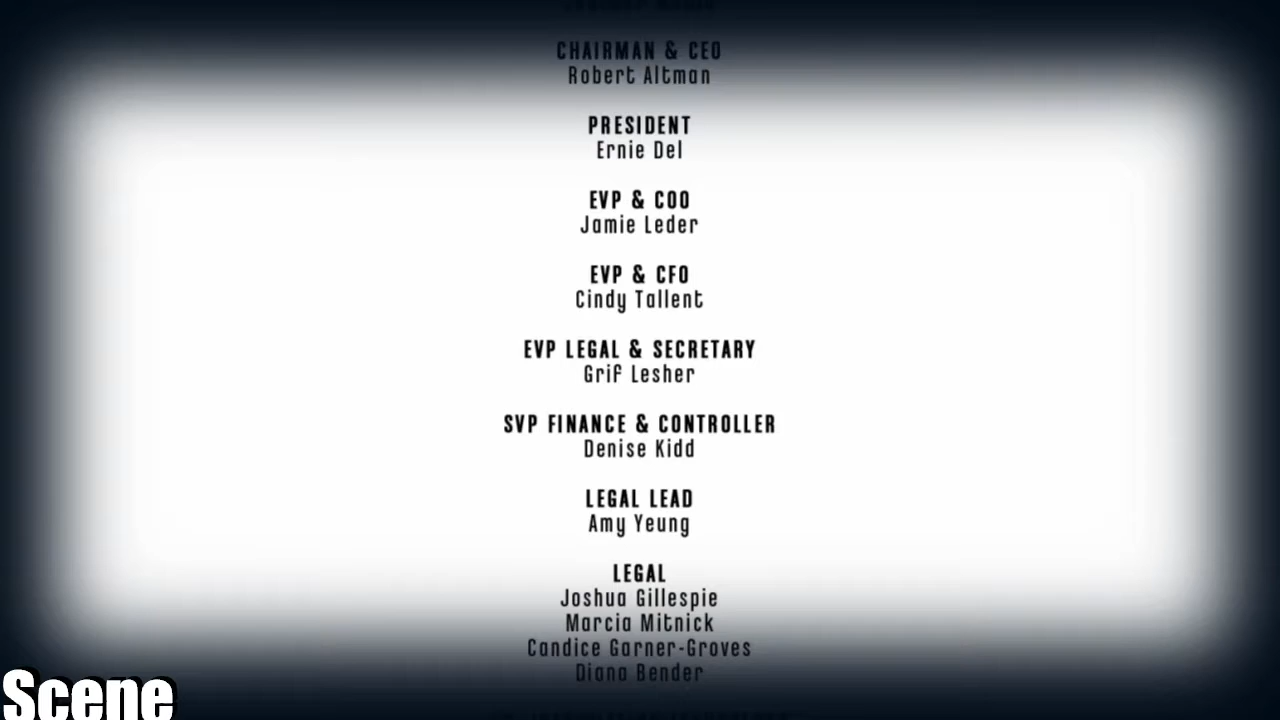 CHAIRMAN & CEO
Robert Altman
PRESIDENT
Ernie Del
EVP & COO
Jamie Leder
EVP & CFO
Cindy Tallent
EVP LEGAL & SECRETARY
Grif Lesher
SVP FINANCE & CONTROLLER
Denise Kidd
LEGAL LEAD
Amy Yeung
LEGAL
Joshua Gillespie
Marcia Mitnick
Candice Garner-Groves
Diana Bender
Scene